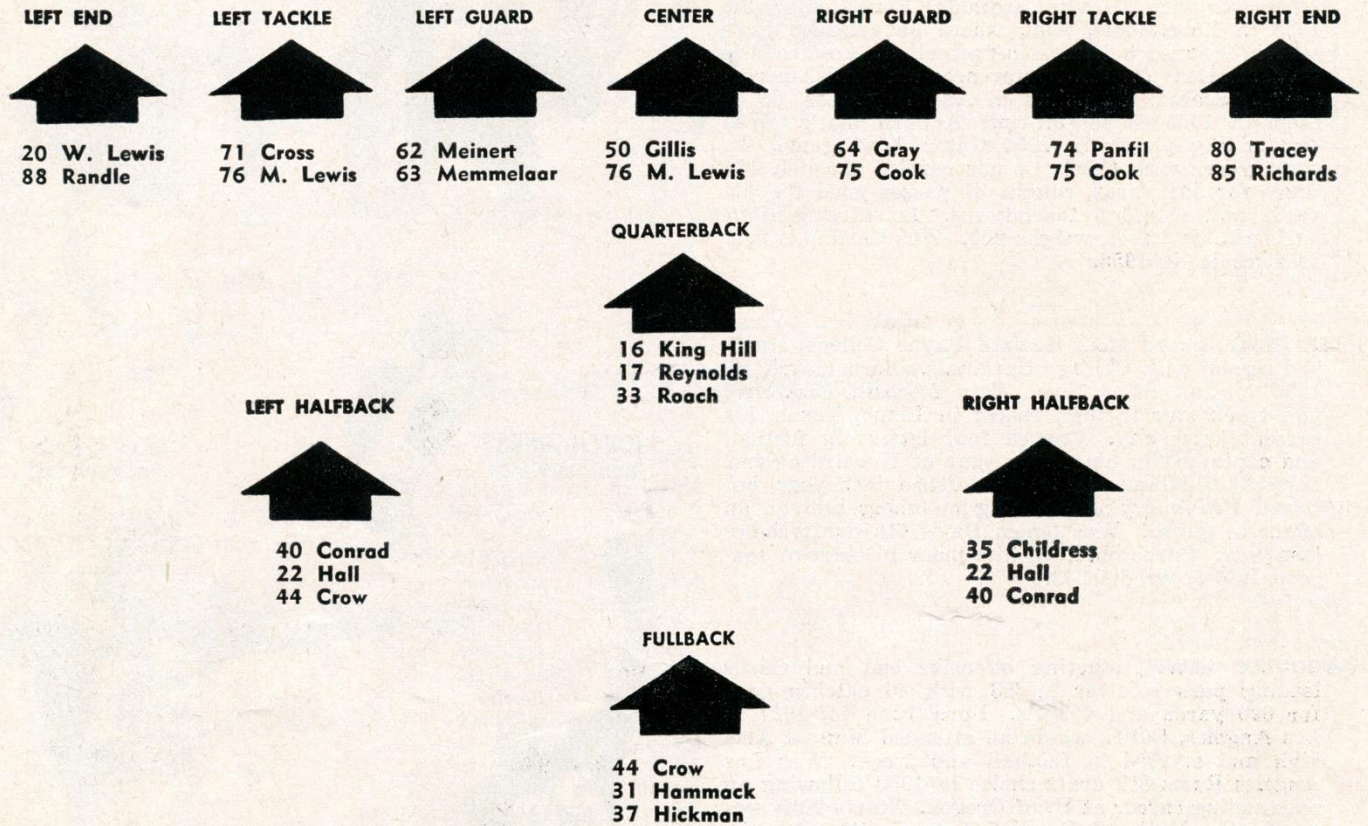 LEFT END
LEFT TACKLE
LEFT GUARD
CENTER
RIGHT GUARD
RIGHT TACKLE
RIGHT END
20 W. Lewis
88 Randle
71 Cross
76 M. Lewis
62 Meinert
63 Memmelaar
50 Gillis
76 M. Lewis
64 Gray
75 Cook
74 Panfil
75 Cook
80 Tracey
85 Richards
QUARTERBACK
16 King Hill
17 Reynolds
33 Roach
LEFT HALFBACK
40 Conrad
22 Hall
44 Crow
RIGHT HALFBACK
35 Childress
22 Hall
40 Conrad
FULLBACK
44 Crow
31 Hammack
37 Hickman